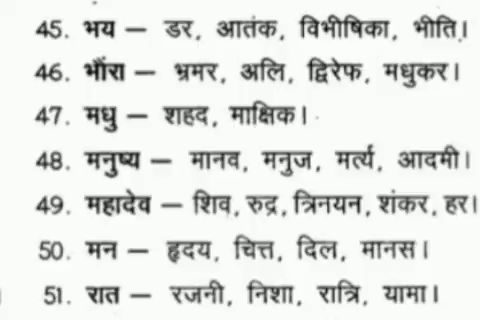 45. भय — डर, आतंक, विभीषिका, भीति।
46. भौंरा — भ्रमर, अलि, द्विरेफ, मधुकर।
47. मधु — शहद, माक्षिक।
48. मनुष्य — मानव, मनुज, मर्त्य, आदमी।
49. महादेव — शिव, रुद्र, त्रिनयन, शंकर, हर।
50. मन — हृदय, चित्त, दिल, मानस।
51. रात — रजनी, निशा, रात्रि, यामा।